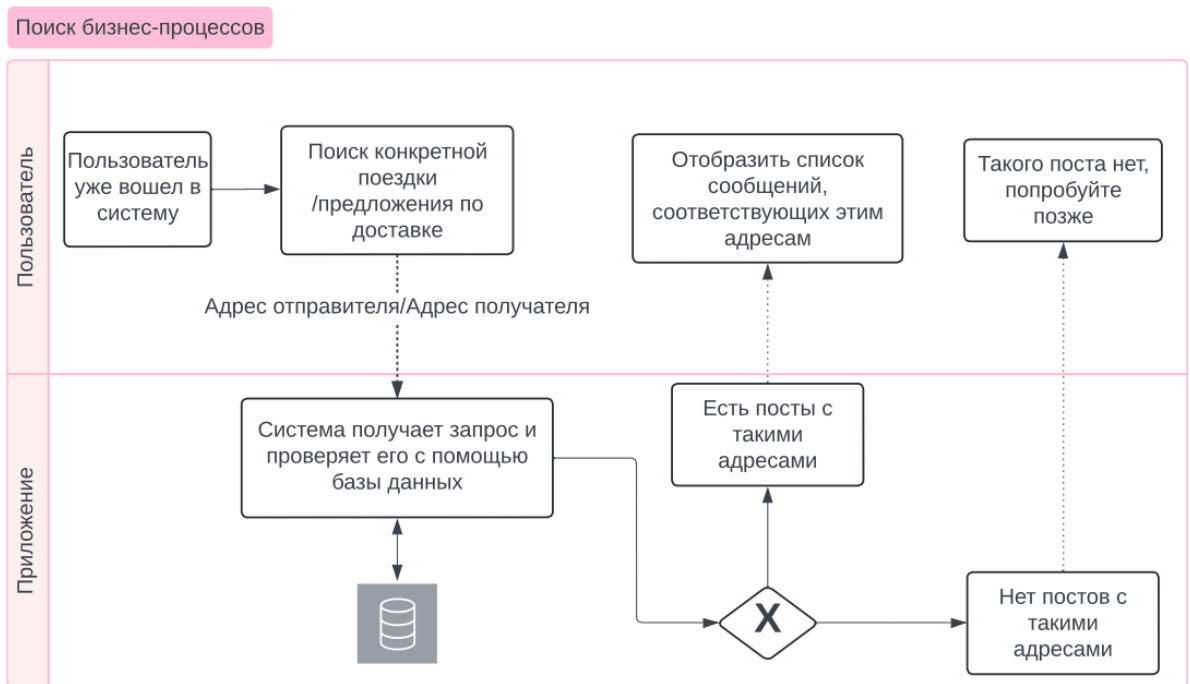 Поиск бизнес-процессов
Пользователь
Пользователь
уже вошел в
систему
Поиск конкретной
поездки
/предложения по
доставке
Отобразить список
сообщений,
соответствующих этим
адресам
Такого поста нет,
попробуйте
позже
Адрес отправителя/Адрес получателя
Приложение
Система получает запрос и
проверяет его с помощью
базы данных
Есть посты с
такими
адресами
X
Нет постов с
такими
адресами